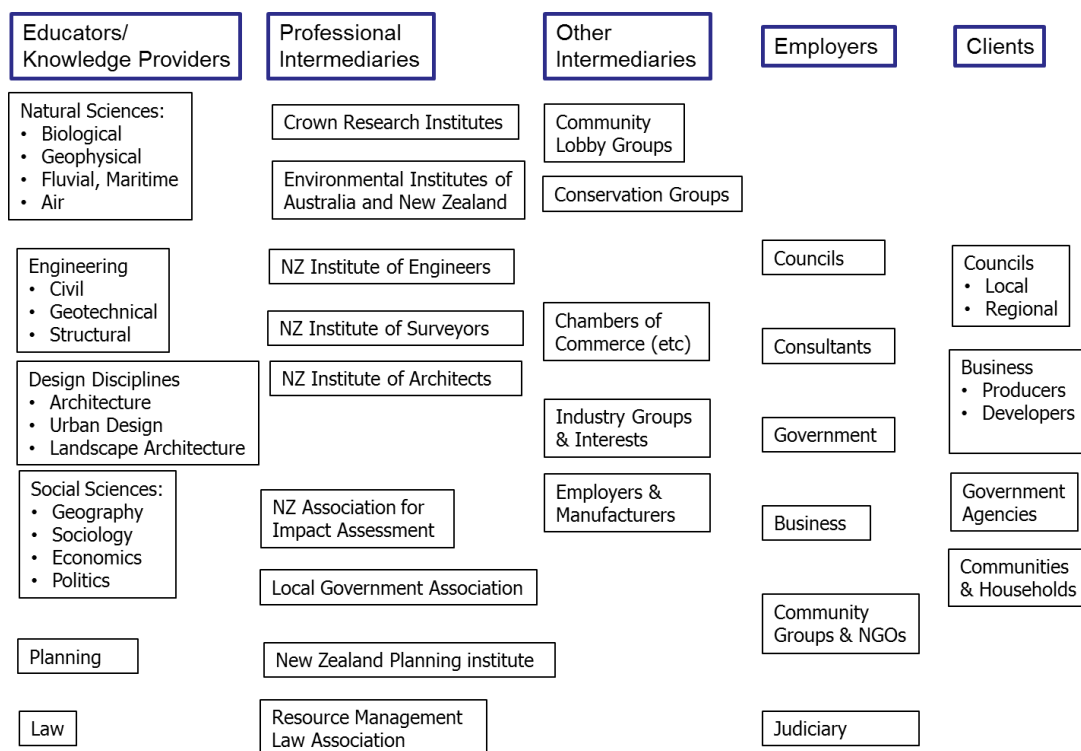 Educators/
Knowledge Providers
Professional
Intermediaries
Other
Intermediaries
Employers
Clients
Natural Sciences:
• Biological
• Geophysical
• Fluvial, Maritime
• Air
Engineering
• Civil
• Geotechnical
• Structural
Design Disciplines
• Architecture
• Urban Design
• Landscape Architecture
Social Sciences:
• Geography
• Sociology
• Economics
• Politics
Planning
Law
Crown Research Institutes
Environmental Institutes of
Australia and New Zealand
NZ Institute of Engineers
NZ Institute of Surveyors
NZ Institute of Architects
NZ Association for
Impact Assessment
Local Government Association
New Zealand Planning institute
Resource Management
Law Association
Community
Lobby Groups
Conservation Groups
Chambers of
Commerce (etc)
Industry Groups
& Interests
Employers &
Manufacturers
Councils
Consultants
Government
Business
Community
Groups & NGOs
Judiciary
Councils
• Local
• Regional
Business
• Producers
• Developers
Government
Agencies
Communities
& Households